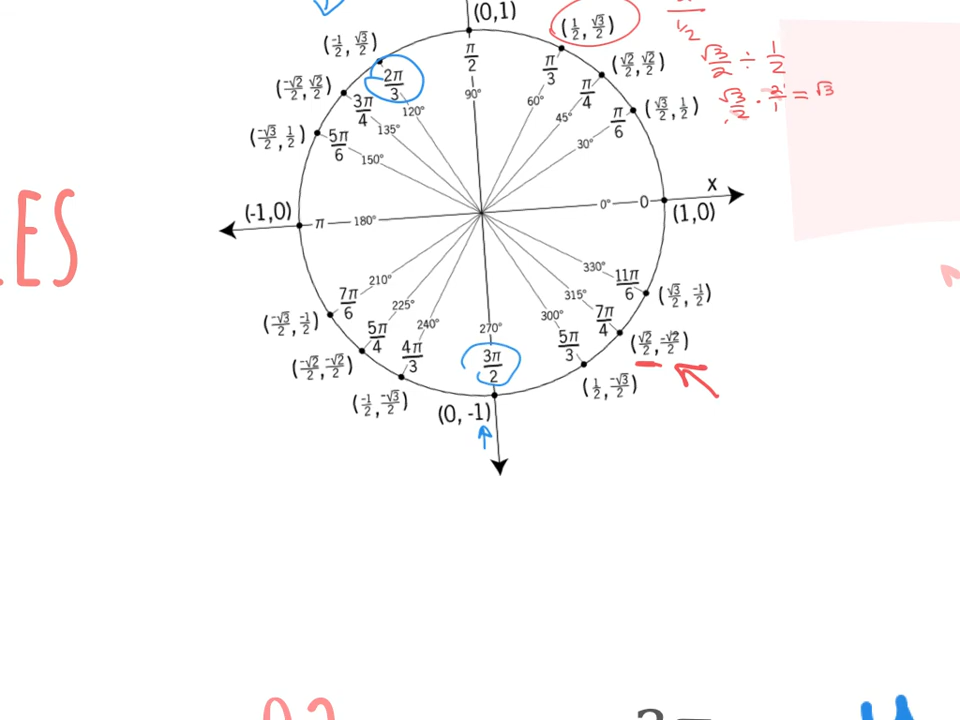 (0,1)
(1/2, √3/2)
1/2
(-1/2, √3/2)
π/2
√3/2 ÷ 1/2
2π/3
π/3
(√2/2, √2/2)
(-√2/2, √2/2)
90°
60°
π/4
√3/2 · 2/1 = √3
3π/4
120°
45°
π/6
(√3/2, 1/2)
(-√3/2, 1/2)
5π/6
135°
30°
150°
x
(-1,0)
π
180°
0°
0
(1,0)
ES
210°
330°
11π/6
(√3/2, -1/2)
7π/6
225°
315°
(-√3/2, -1/2)
5π/4
240°
270°
300°
7π/4
(√2/2, -√2/2)
(-√2/2, -√2/2)
4π/3
3π/2
5π/3
(-1/2, -√3/2)
(0, -1)
(1/2, -√3/2)